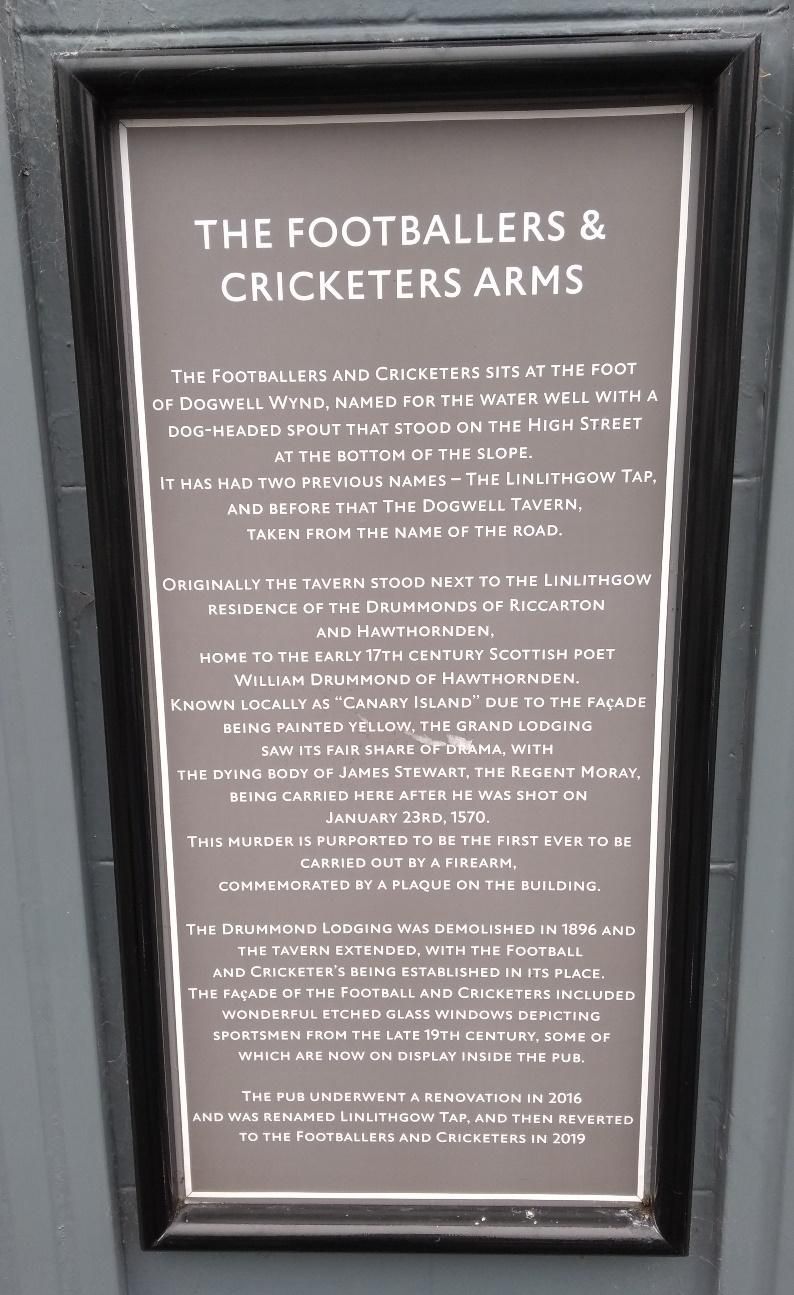 THE FOOTBALLERS &
CRICKETERS ARMS
THE FOOTBALLERS AND CRICKETERS SITS AT THE FOOT
OF DOGWELL WYND, NAMED FOR THE WATER WELL WITH A
DOG-HEADED SPOUT THAT STOOD ON THE HIGH STREET
AT THE BOTTOM OF THE SLOPE.
IT HAS HAD TWO PREVIOUS NAMES – THE LINLITHGOW TAP,
AND BEFORE THAT THE DOGWELL TAVERN,
TAKEN FROM THE NAME OF THE ROAD.
ORIGINALLY THE TAVERN STOOD NEXT TO THE LINLITHGOW
RESIDENCE OF THE DRUMMONDS OF RICCARTON
AND HAWTHORNDEN,
HOME TO THE EARLY 17TH CENTURY SCOTTISH POET
WILLIAM DRUMMOND OF HAWTHORNDEN.
KNOWN LOCALLY AS “CANARY ISLAND” DUE TO THE FAçADE
BEING PAINTED YELLOW, THE GRAND LODGING
SAW ITS FAIR SHARE OF DRAMA, WITH
THE DYING BODY OF JAMES STEWART, THE REGENT MORAY,
BEING CARRIED HERE AFTER HE WAS SHOT ON
JANUARY 23RD, 1570.
THIS MURDER IS PURPORTED TO BE THE FIRST EVER TO BE
CARRIED OUT BY A FIREARM,
COMMEMORATED BY A PLAQUE ON THE BUILDING.
THE DRUMMOND LODGING WAS DEMOLISHED IN 1896 AND
THE TAVERN EXTENDED, WITH THE FOOTBALL
AND CRICKETER'S BEING ESTABLISHED IN ITS PLACE.
THE FAçADE OF THE FOOTBALL AND CRICKETERS INCLUDED
WONDERFUL ETCHED GLASS WINDOWS DEPICTING
SPORTSMEN FROM THE LATE 19TH CENTURY, SOME OF
WHICH ARE NOW ON DISPLAY INSIDE THE PUB.
THE PUB UNDERWENT A RENOVATION IN 2016
AND WAS RENAMED LINLITHGOW TAP, AND THEN REVERTED
TO THE FOOTBALLERS AND CRICKETERS IN 2019